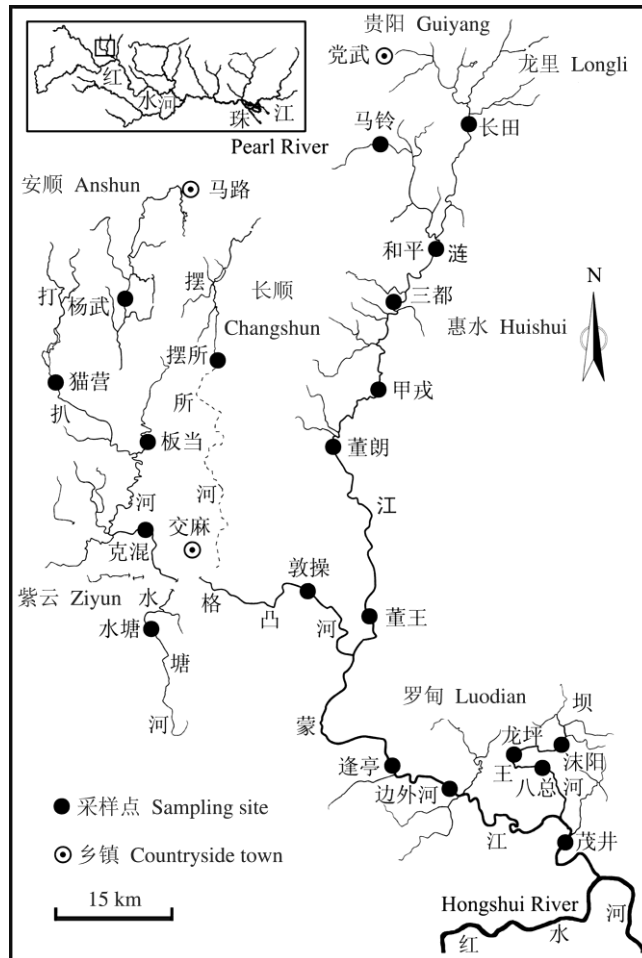 贵阳 Guiyang
党武
龙里 Longli
红
水
河
珠
江
马铃
长田
Pearl River
安顺 Anshun
马路
和平
涟
打
杨武
摆
长顺
Changshun
三都
惠水 Huishui
N
摆所
猫营
扒
所
甲戎
板当
董朗
河
河
江
交麻
克混
紫云 Ziyun
水
格
敦操
凸
河
董王
水塘
塘
河
罗甸 Luodian
坝
蒙
龙坪
沫阳
王
八总
河
逢亭
边外河
江
茂井
采样点 Sampling site
乡镇 Countryside town
15 km
Hongshui River
红
水
河